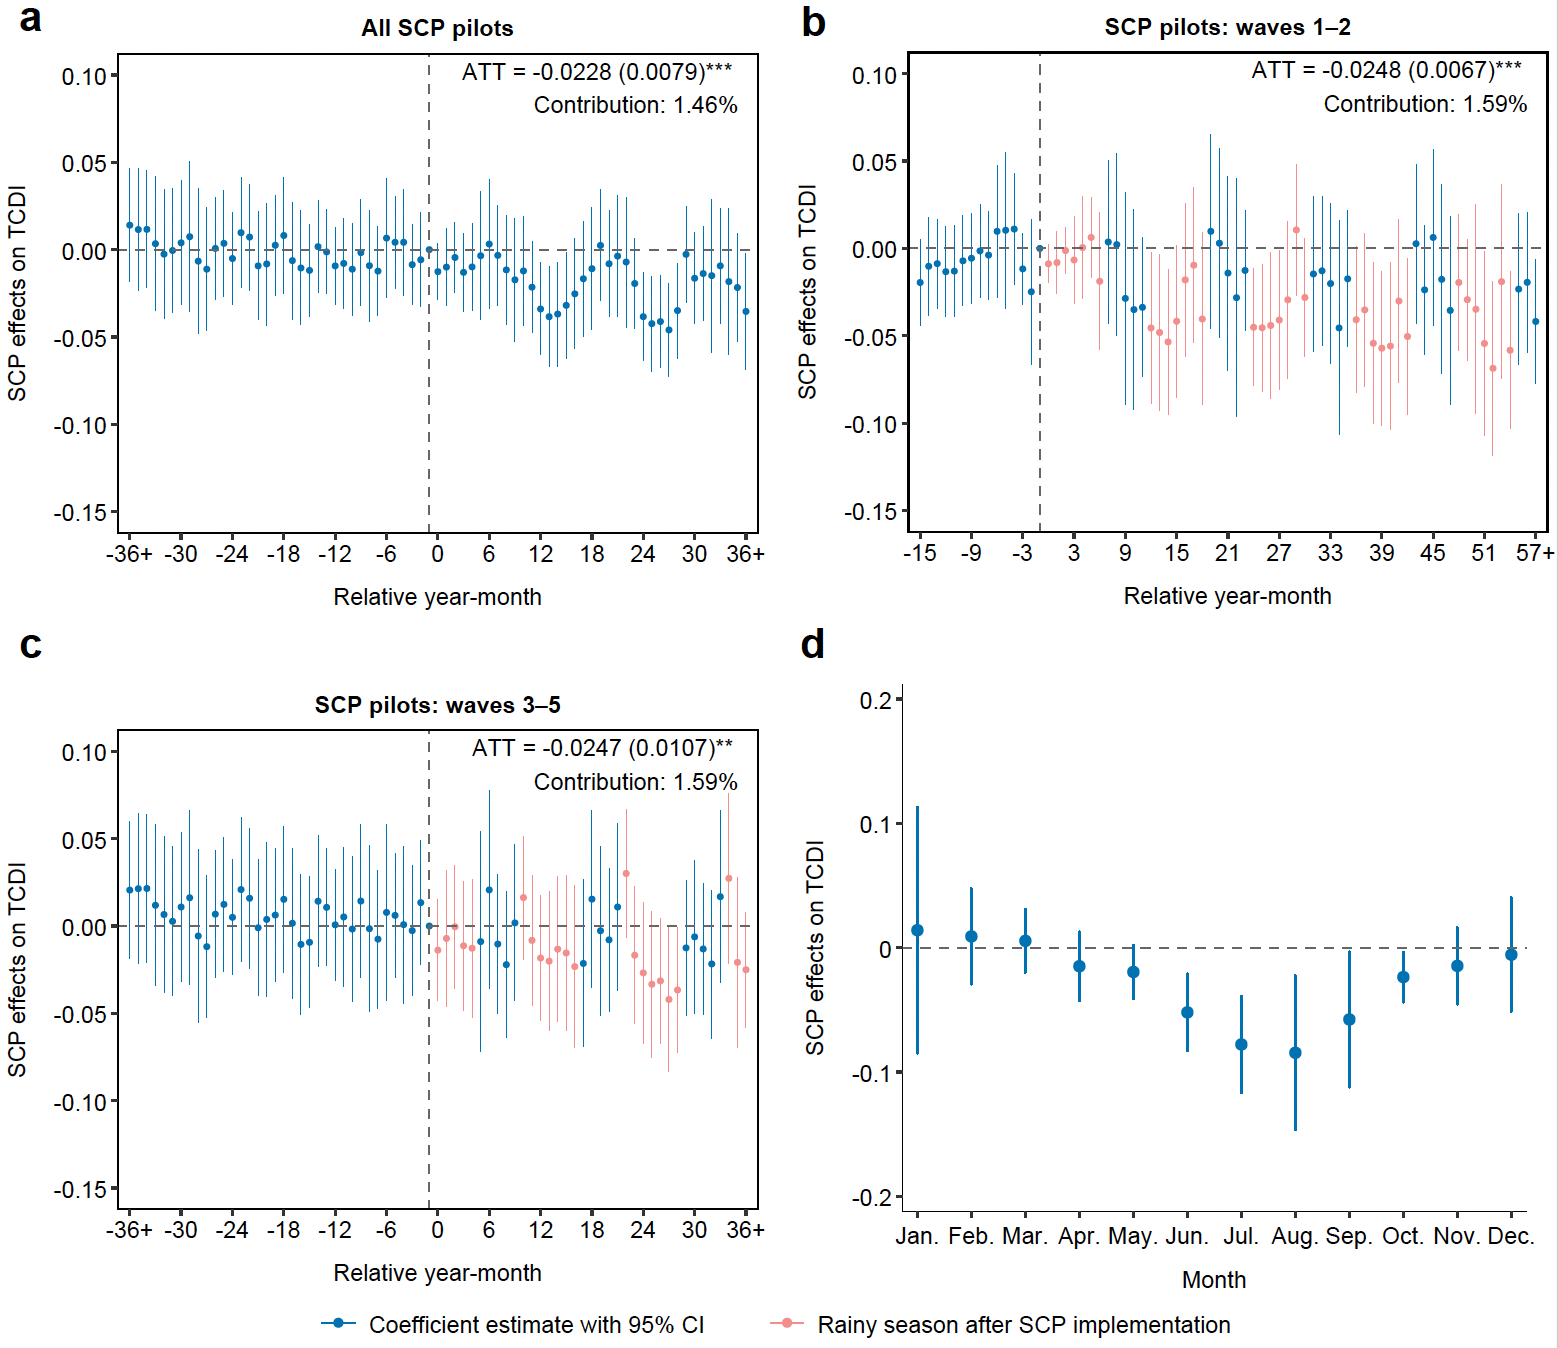 a
All SCP pilots
ATT = -0.0228 (0.0079)***
Contribution: 1.46%
SCP effects on TCDI
0.10
0.05
0.00
-0.05
-0.10
-0.15
-36+ -30 -24 -18 -12 -6 0 6 12 18 24 30 36+
Relative year-month
b
SCP pilots: waves 1–2
ATT = -0.0248 (0.0067)***
Contribution: 1.59%
SCP effects on TCDI
0.10
0.05
0.00
-0.05
-0.10
-0.15
-15 -9 -3 3 9 15 21 27 33 39 45 51 57+
Relative year-month
c
SCP pilots: waves 3–5
ATT = -0.0247 (0.0107)**
Contribution: 1.59%
SCP effects on TCDI
0.10
0.05
0.00
-0.05
-0.10
-0.15
-36+ -30 -24 -18 -12 -6 0 6 12 18 24 30 36+
Relative year-month
d
SCP effects on TCDI
0.2
0.1
0
-0.1
-0.2
Jan. Feb. Mar. Apr. May. Jun. Jul. Aug. Sep. Oct. Nov. Dec.
Month
Coefficient estimate with 95% CI
Rainy season after SCP implementation